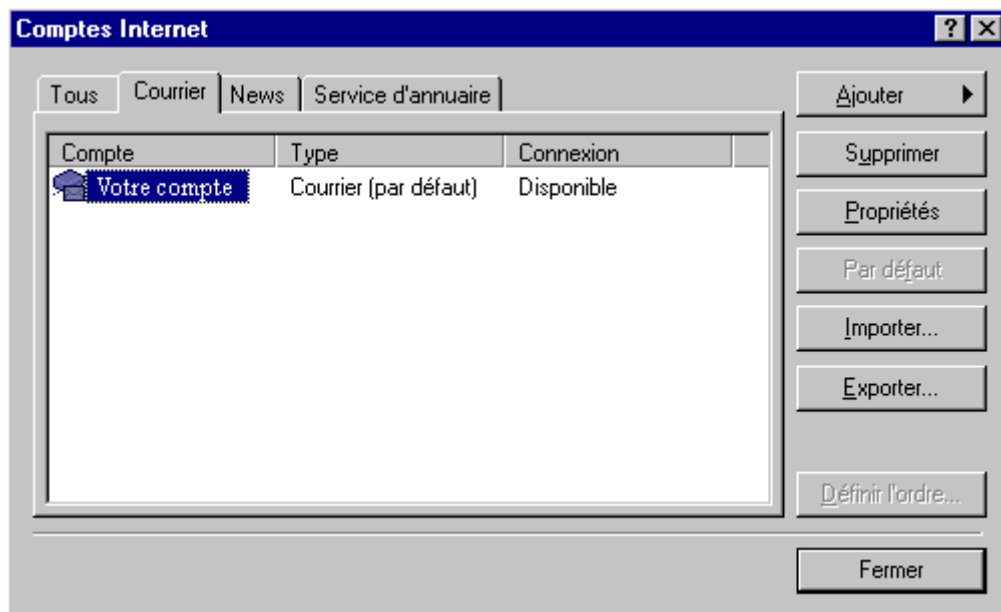 Comptes Internet
Tous Courrier News Service d'annuaire
Ajouter
Compte Type Connexion
Supprimer
Votre compte Courrier (par défaut) Disponible
Propriétés
Par défaut
Importer...
Exporter...
Définir l'ordre...
Fermer